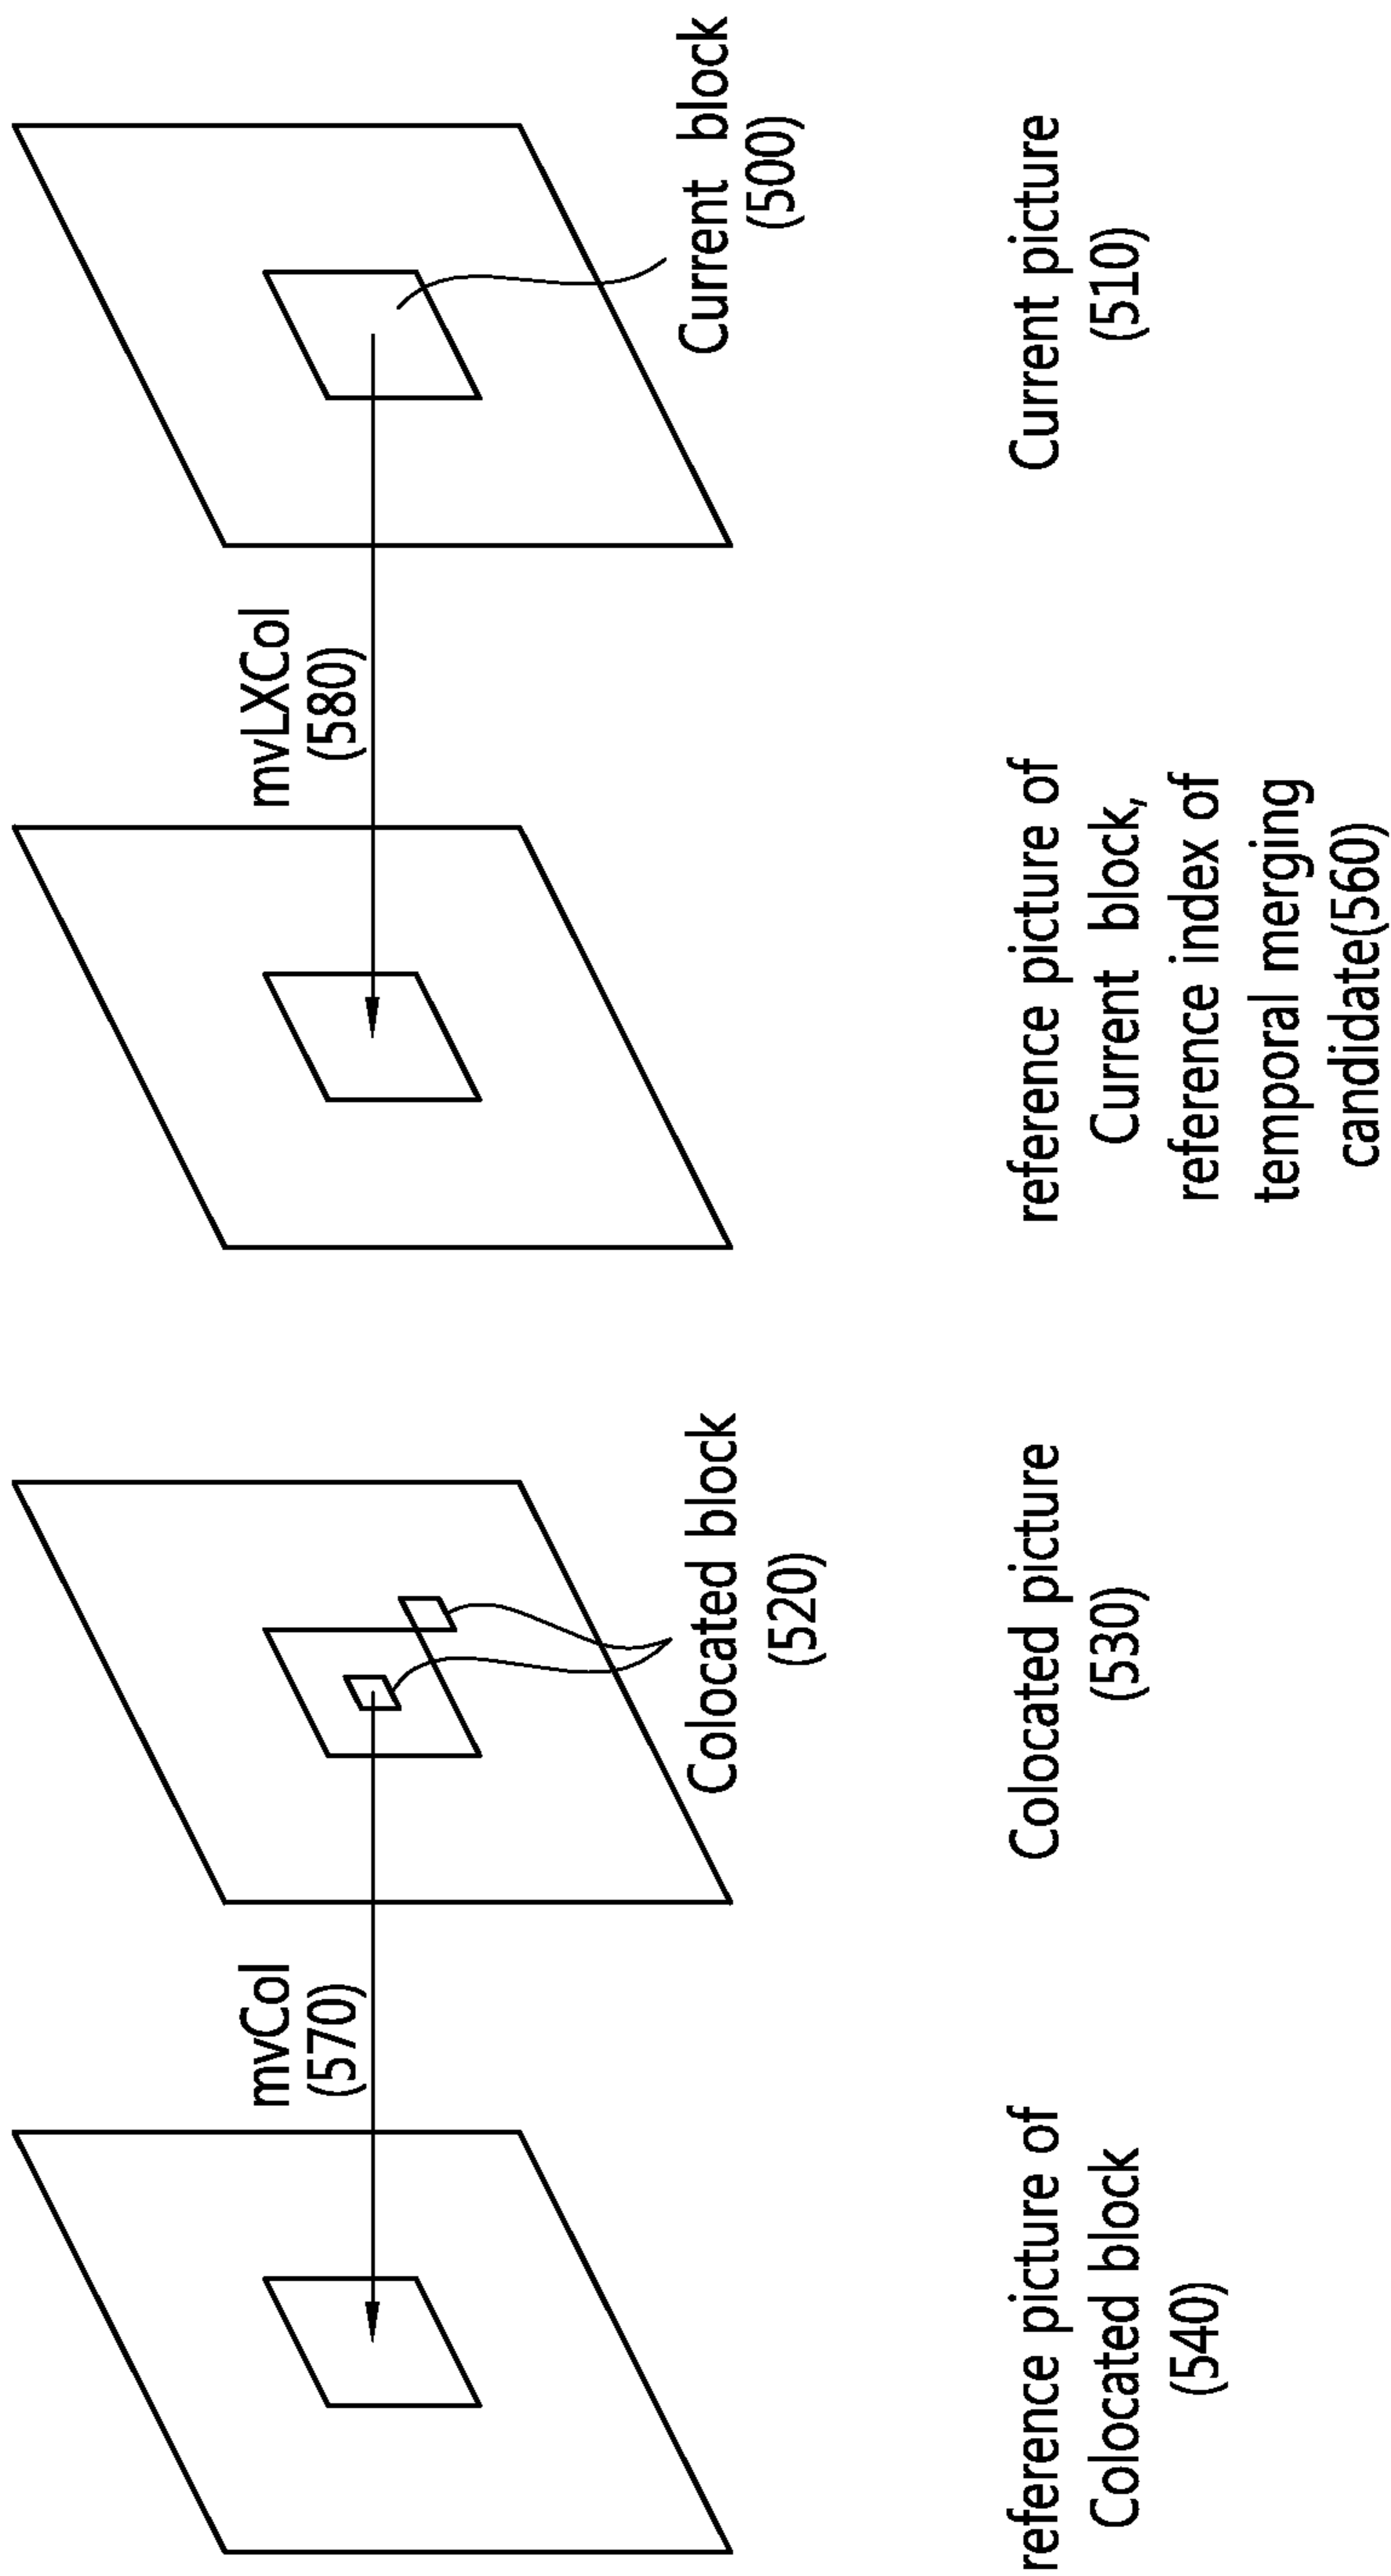 mvCol
(570)
mvLXCol
(580)
Colocated block
(520)
Current block
(500)
reference picture of
Colocated block
(540)
Colocated picture
(530)
reference picture of
Current block,
reference index of
temporal merging
candidate(560)
Current picture
(510)